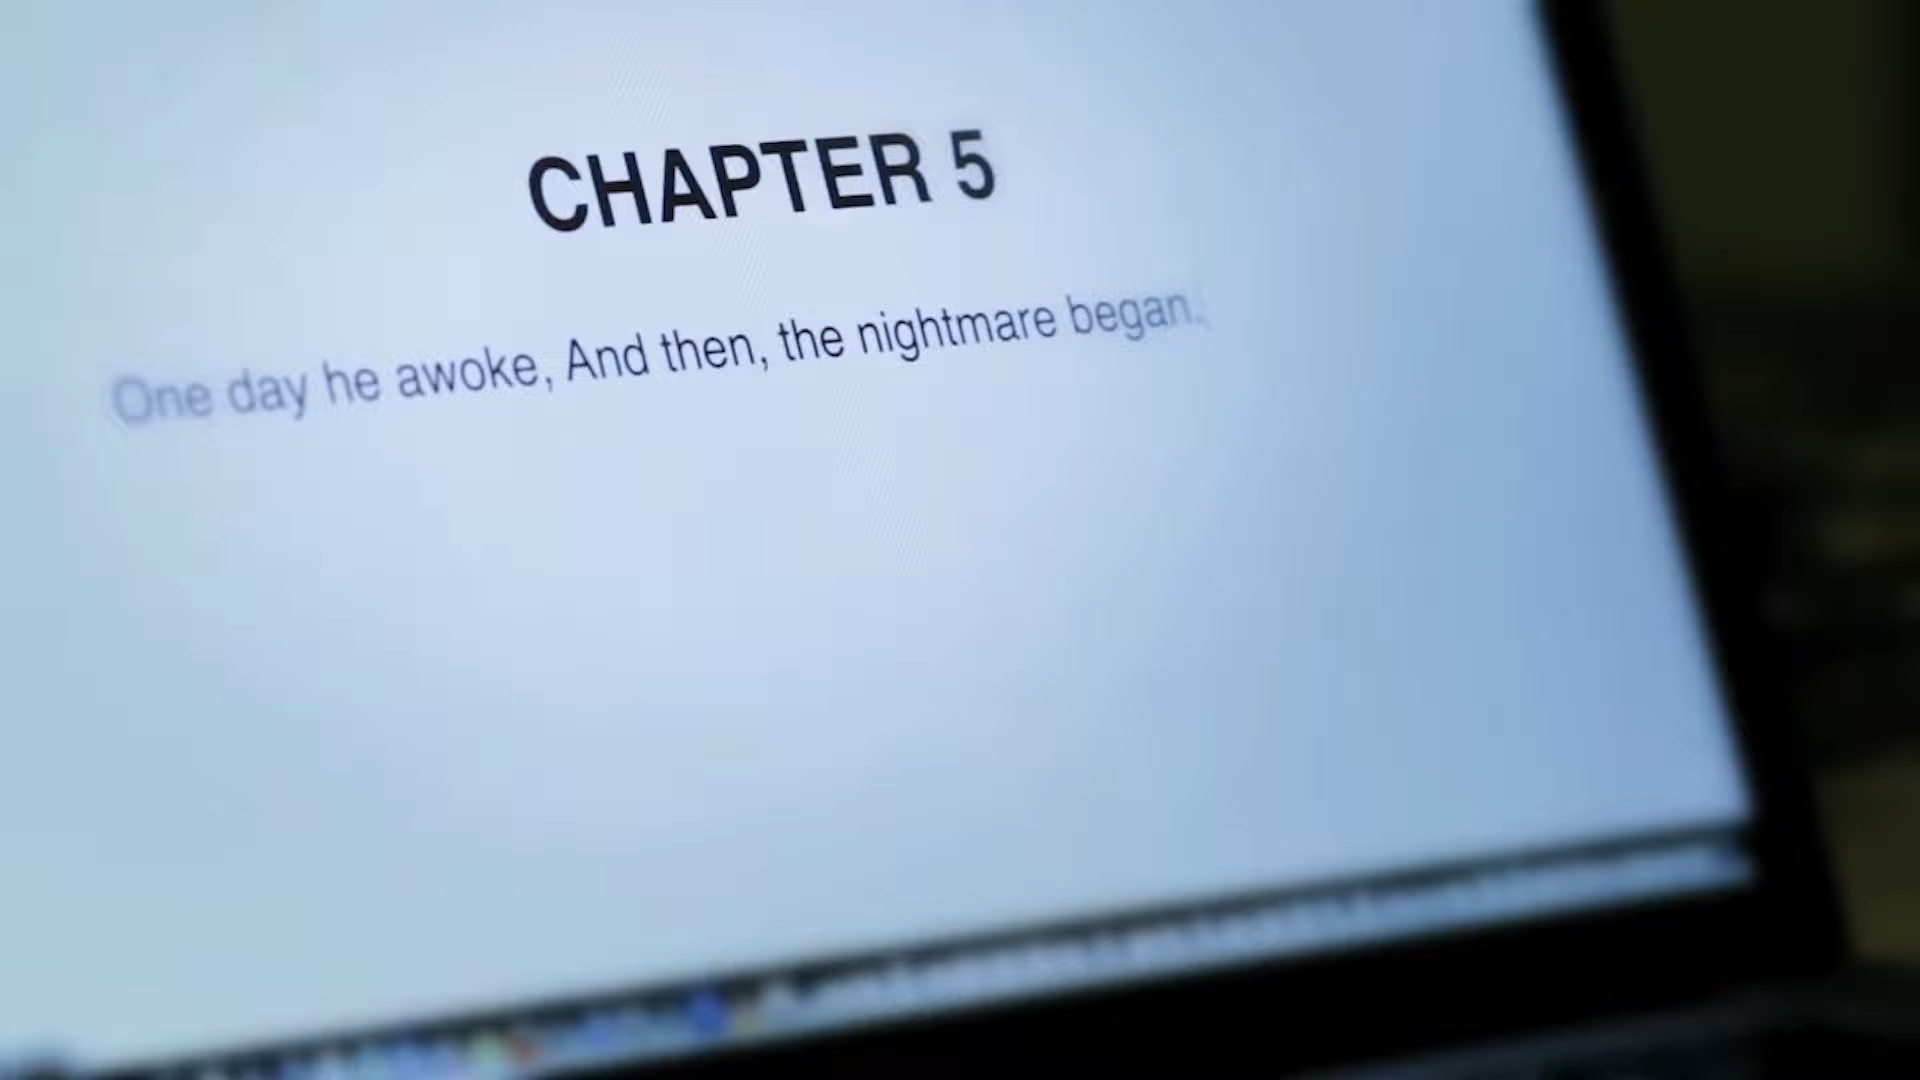 CHAPTER 5
One day he awoke, And then, the nightmare began.